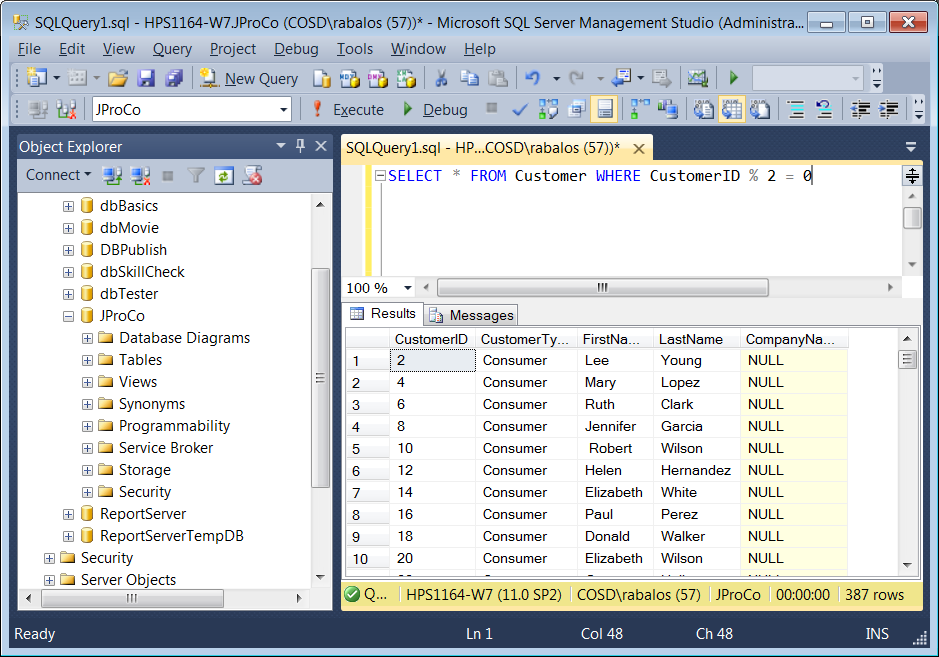 SQLQuery1.sql - HPS1164-W7.JProCo (COSD\rabalos (57))* - Microsoft SQL Server Management Studio (Administra...
File Edit View Query Project Debug Tools Window Help
New Query
JProCo Execute Debug
Object Explorer
Connect
dbBasics
dbMovie
DBPublish
dbSkillCheck
dbTester
JProCo
Database Diagrams
Tables
Views
Synonyms
Programmability
Service Broker
Storage
Security
ReportServer
ReportServerTempDB
Security
Server Objects
SQLQuery1.sql - HP...COSD\rabalos (57))*
SELECT * FROM Customer WHERE CustomerID % 2 = 0
100 %
Results Messages
CustomerID CustomerTy... FirstNa... LastName CompanyNa...
1 2 Consumer Lee Young NULL
2 4 Consumer Mary Lopez NULL
3 6 Consumer Ruth Clark NULL
4 8 Consumer Jennifer Garcia NULL
5 10 Consumer Robert Wilson NULL
6 12 Consumer Helen Hernandez NULL
7 14 Consumer Elizabeth White NULL
8 16 Consumer Paul Perez NULL
9 18 Consumer Donald Walker NULL
10 20 Consumer Elizabeth Wilson NULL
Q... HPS1164-W7 (11.0 SP2) COSD\rabalos (57) JProCo 00:00:00 387 rows
Ready Ln 1 Col 48 Ch 48 INS